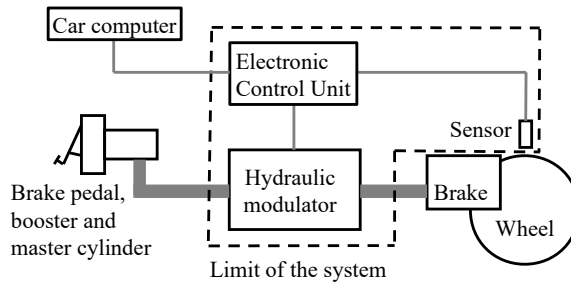 Car computer
Electronic
Control Unit
Sensor
Hydraulic
modulator
Brake
Wheel
Brake pedal,
booster and
master cylinder
Limit of the system